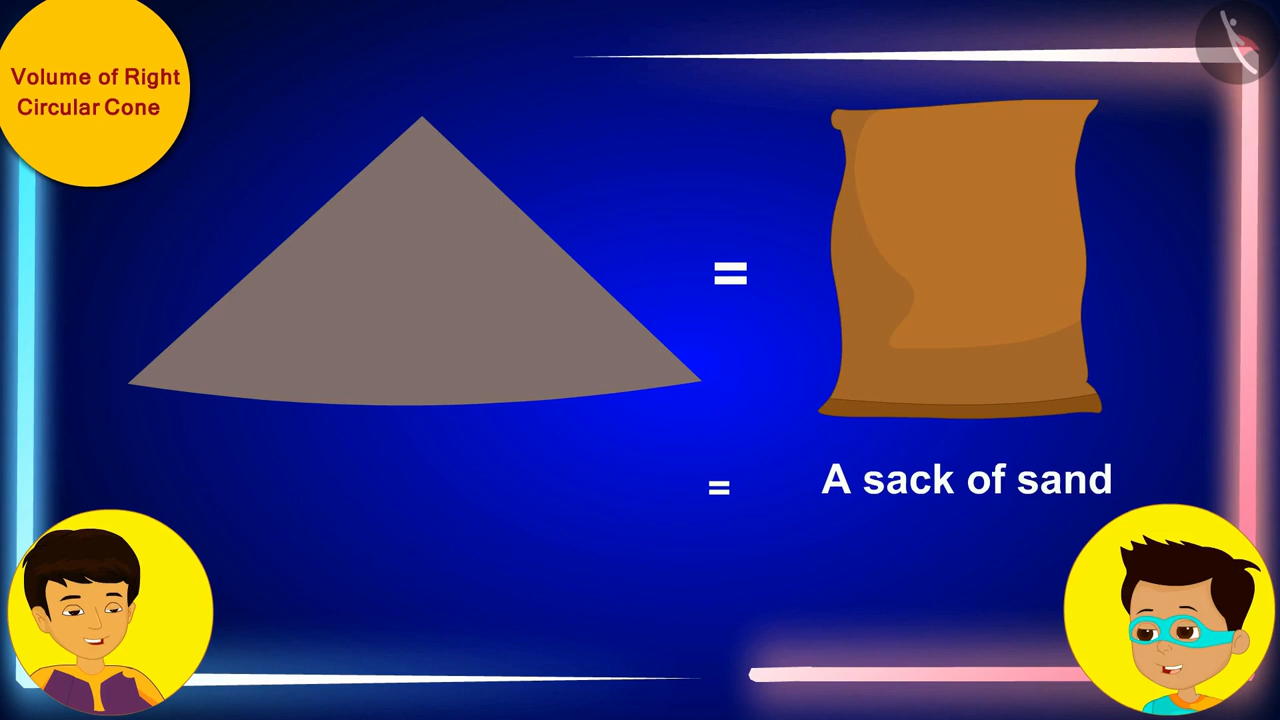 Volume of Right
Circular Cone
=
= A sack of sand